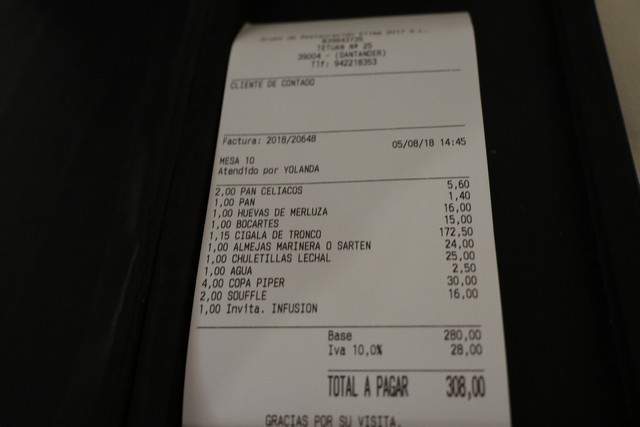 TETUAN Nº 25
39004 - (SANTANDER)
Tlf: 942218353
CLIENTE DE CONTADO
Factura: 2018/20648 05/08/18 14:45
MESA 10
Atendido por YOLANDA
2,00 PAN CELIACOS 5,60
1,00 PAN 1,40
1,00 HUEVAS DE MERLUZA 16,00
1,00 BOCARTES 15,00
1,15 CIGALA DE TRONCO 172,50
1,00 ALMEJAS MARINERA O SARTEN 24,00
1,00 CHULETILLAS LECHAL 25,00
1,00 AGUA 2,50
4,00 COPA PIPER 30,00
2,00 SOUFFLE 16,00
1,00 Invita. INFUSION
Base 280,00
Iva 10,0% 28,00
TOTAL A PAGAR 308,00
GRACIAS POR SU VISITA.